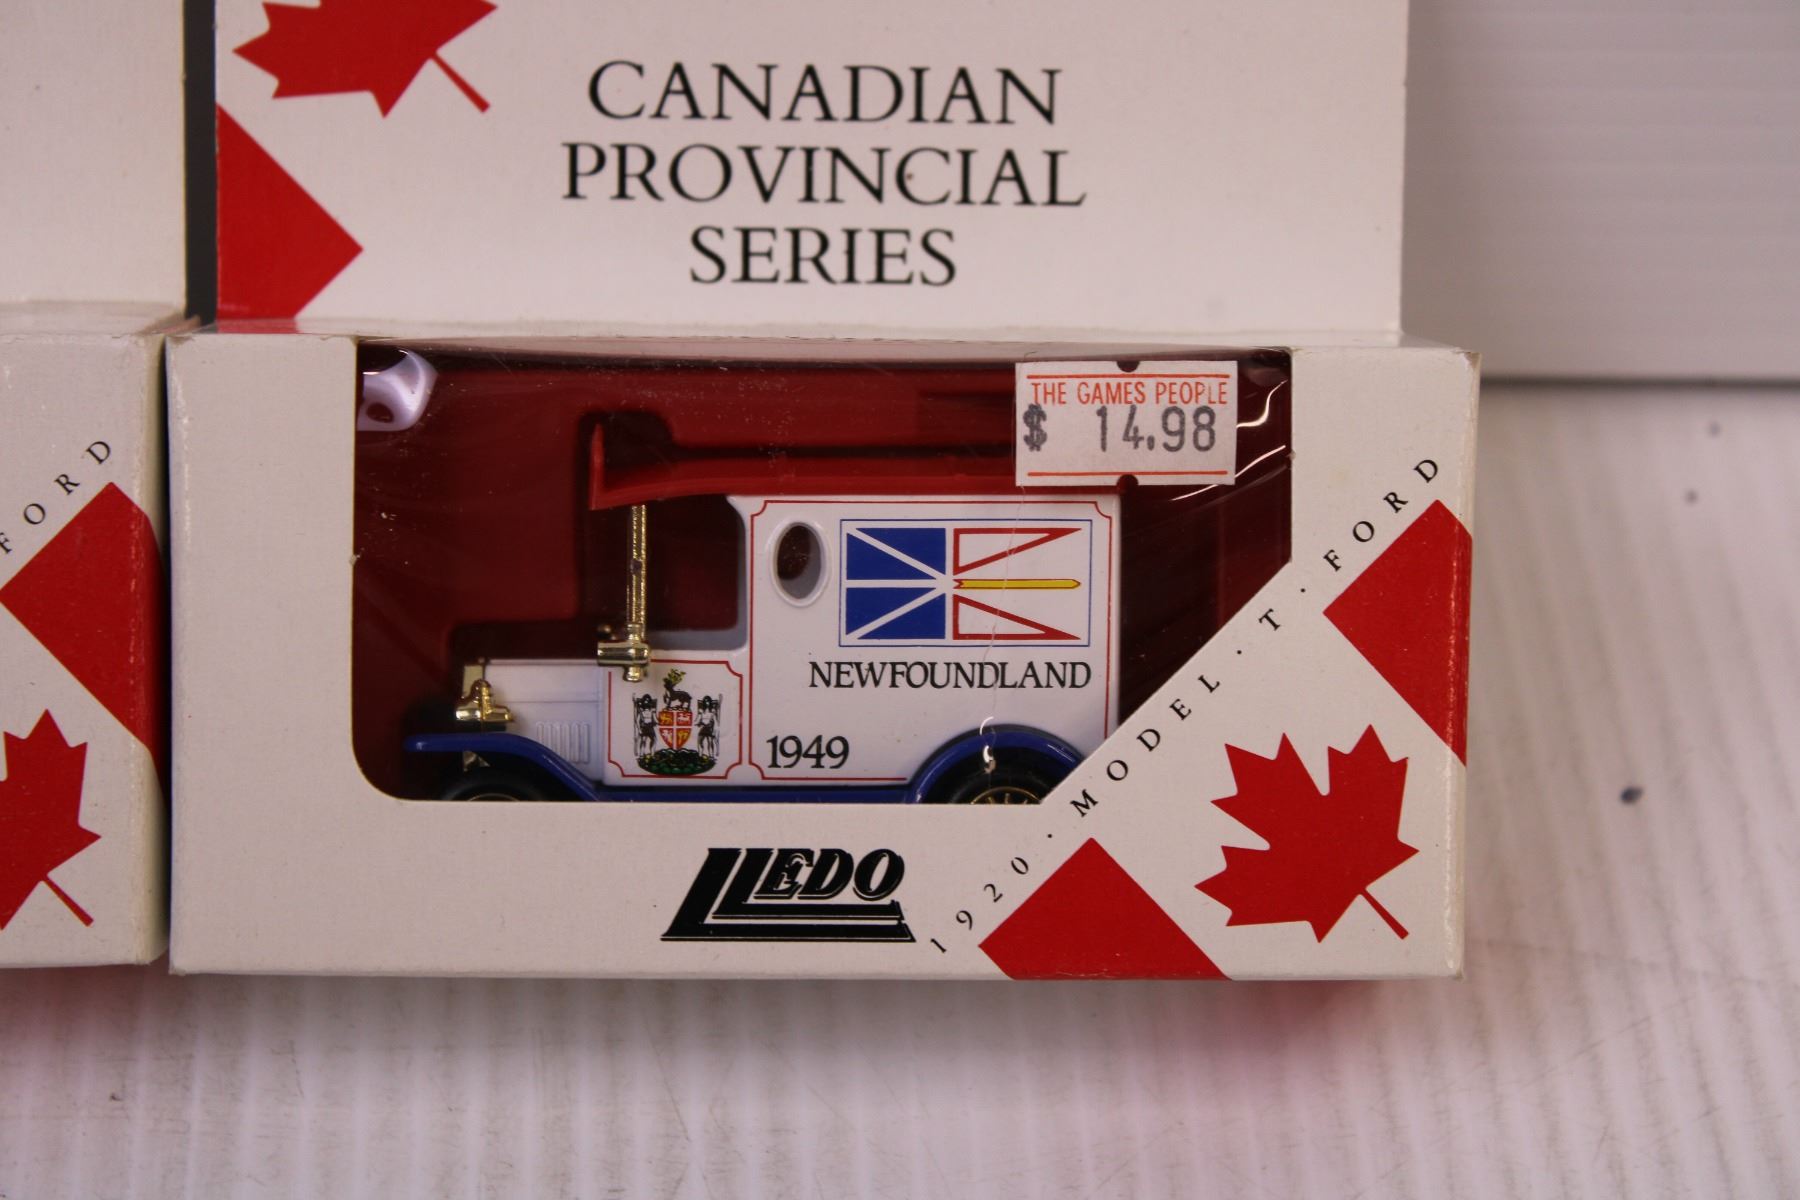 CANADIAN
PROVINCIAL
SERIES
THE GAMES PEOPLE
$ 14.98
NEWFOUNDLAND
1949
LLEDO
1920 · MODEL · T · FORD
FORD